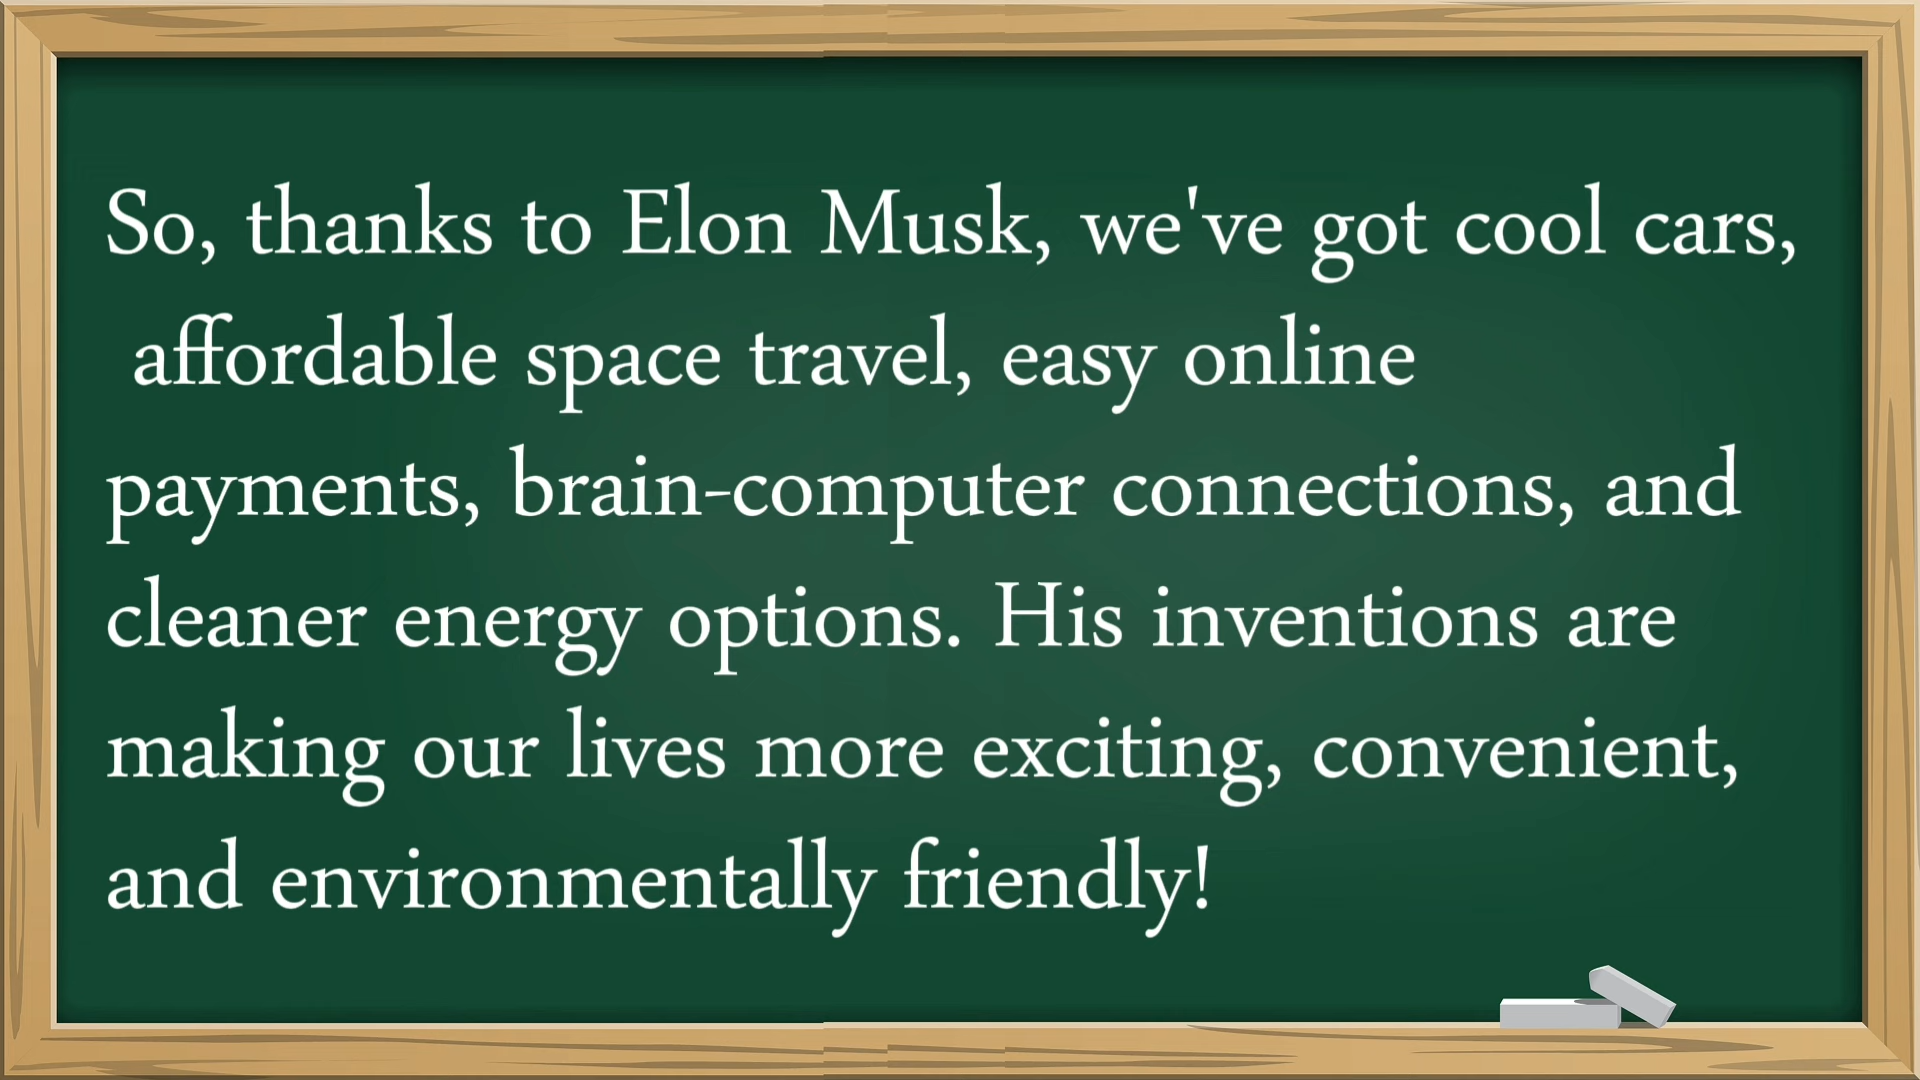 So, thanks to Elon Musk, we've got cool cars,
affordable space travel, easy online
payments, brain-computer connections, and
cleaner energy options. His inventions are
making our lives more exciting, convenient,
and environmentally friendly!